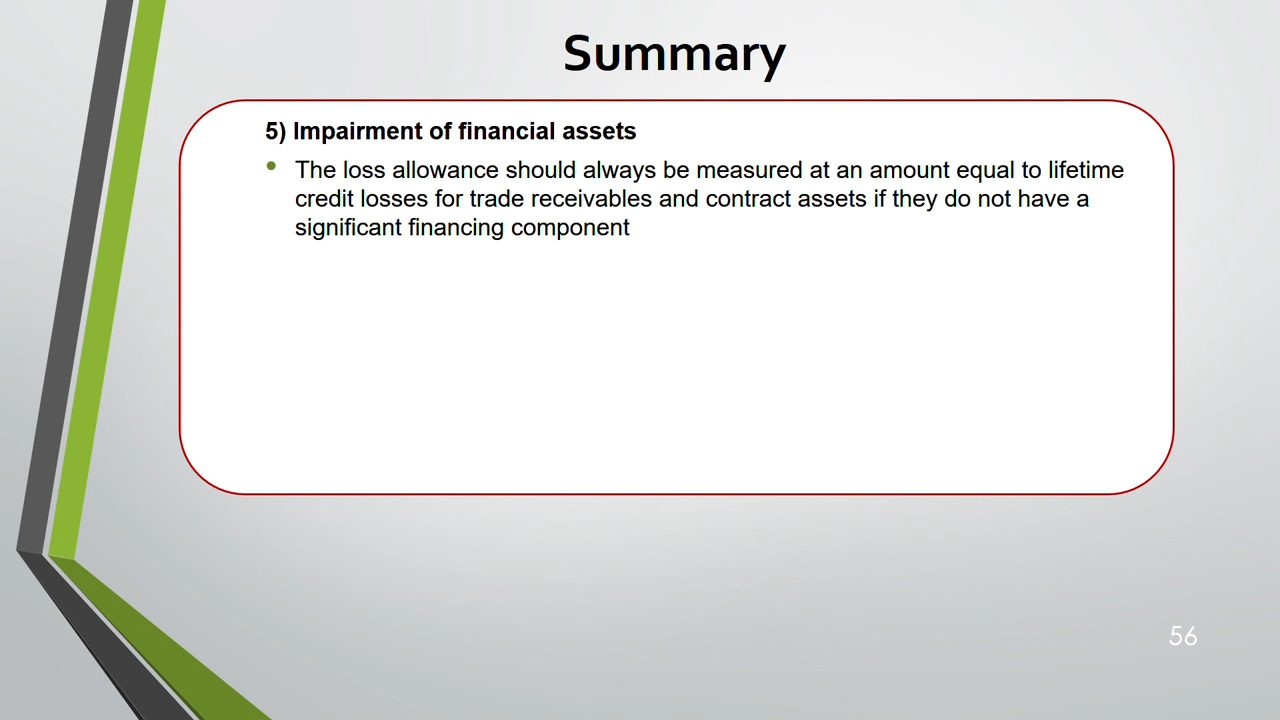 Summary
5) Impairment of financial assets
• The loss allowance should always be measured at an amount equal to lifetime
credit losses for trade receivables and contract assets if they do not have a
significant financing component
56